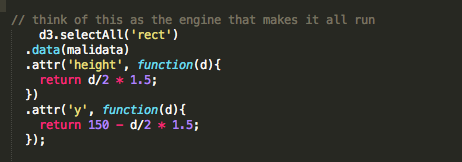 // think of this as the engine that makes it all run
d3.selectAll('rect')
.data(malidata)
.attr('height', function(d){
return d/2 * 1.5;
})
.attr('y', function(d){
return 150 - d/2 * 1.5;
});